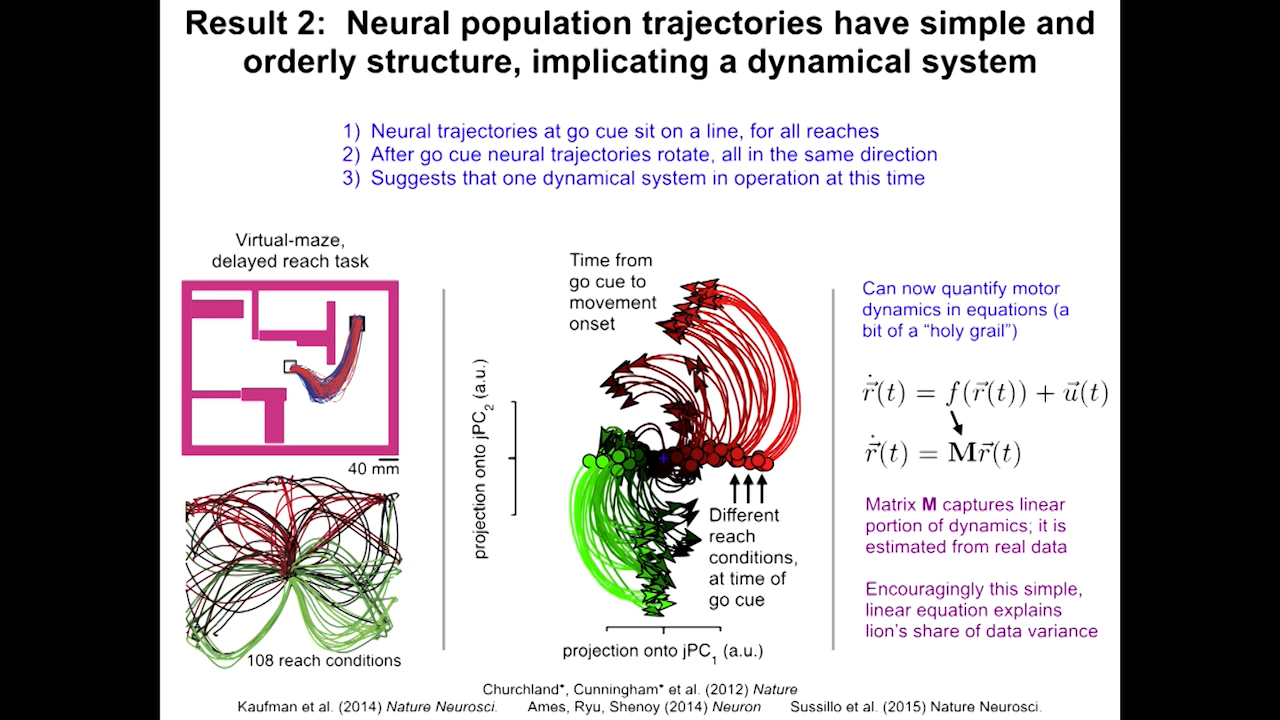 Result 2: Neural population trajectories have simple and
orderly structure, implicating a dynamical system
1) Neural trajectories at go cue sit on a line, for all reaches
2) After go cue neural trajectories rotate, all in the same direction
3) Suggests that one dynamical system in operation at this time
Virtual-maze,
delayed reach task
40 mm
108 reach conditions
Time from
go cue to
movement
onset
projection onto jPC₂ (a.u.)
Different
reach
conditions,
at time of
go cue
projection onto jPC₁ (a.u.)
Can now quantify motor
dynamics in equations (a
bit of a “holy grail”)
ṙ⃗(t) = f(r⃗(t)) + u⃗(t)
ṙ⃗(t) = Mr⃗(t)
Matrix M captures linear
portion of dynamics; it is
estimated from real data
Encouragingly this simple,
linear equation explains
lion’s share of data variance
Churchland*, Cunningham* et al. (2012) Nature
Kaufman et al. (2014) Nature Neurosci. Ames, Ryu, Shenoy (2014) Neuron Sussillo et al. (2015) Nature Neurosci.